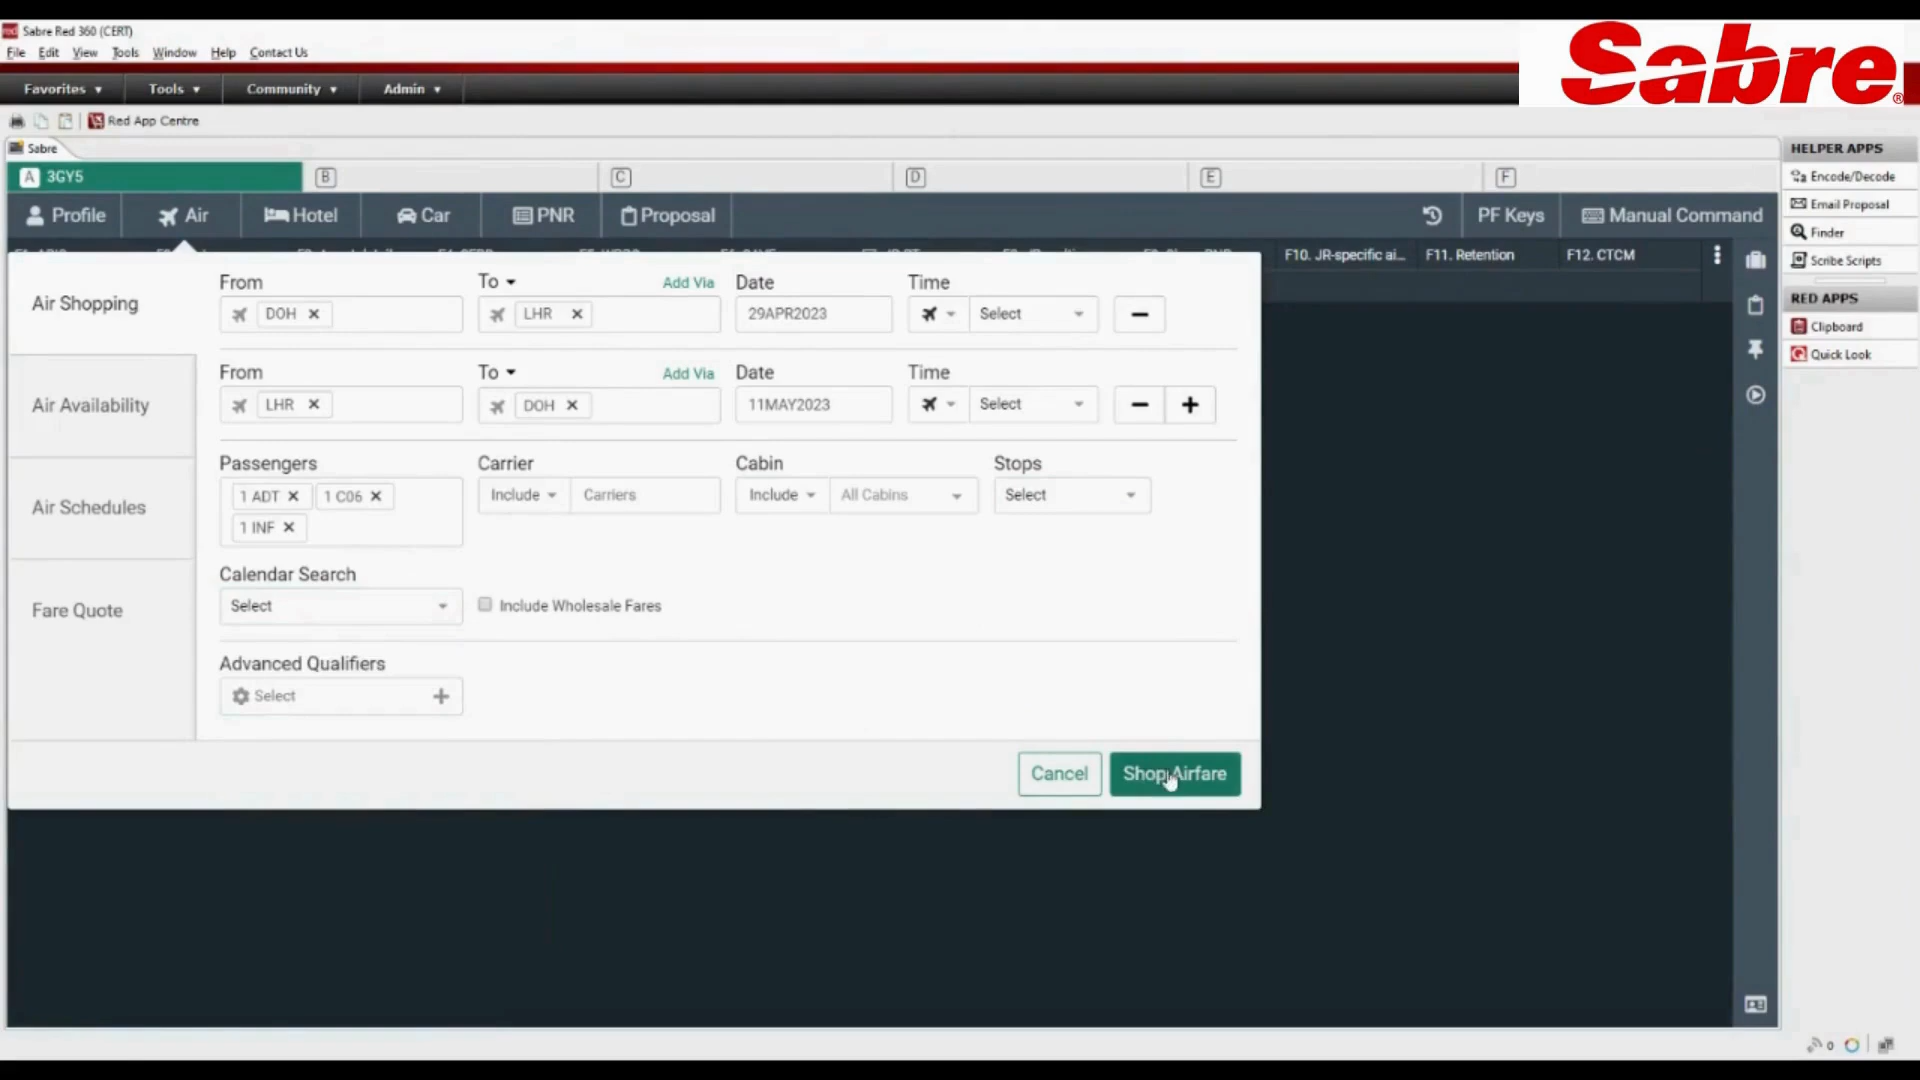 Sabre Red 360 (CERT)
File Edit View Tools Window Help Contact Us
Sabre®
Favorites Tools Community Admin
Red App Centre
Sabre
HELPER APPS
A 3GY5 B C D E F
Encode/Decode
Profile Air Hotel Car PNR Proposal PF Keys Manual Command
Email Proposal
Finder
F10. JR-specific ai... F11. Retention F12. CTCM
Scribe Scripts
RED APPS
Clipboard
Quick Look
Air Shopping
Air Availability
Air Schedules
Fare Quote
From To Add Via Date Time
DOH LHR 29APR2023 Select
From To Add Via Date Time
LHR DOH 11MAY2023 Select
Passengers Carrier Cabin Stops
1 ADT 1 C06 Include Carriers Include All Cabins Select
1 INF
Calendar Search
Select Include Wholesale Fares
Advanced Qualifiers
Select
Cancel Shop Airfare
0